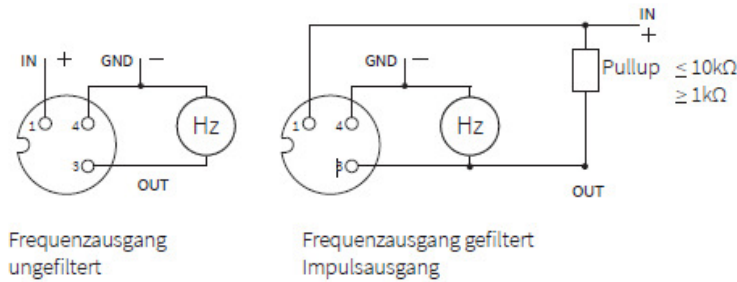 IN +
GND −
1
4
Hz
3
OUT
Frequenzausgang
ungefiltert
IN
+
GND −
Pullup ≤ 10kΩ
≥ 1kΩ
1
4
Hz
3
OUT
Frequenzausgang gefiltert
Impulsausgang